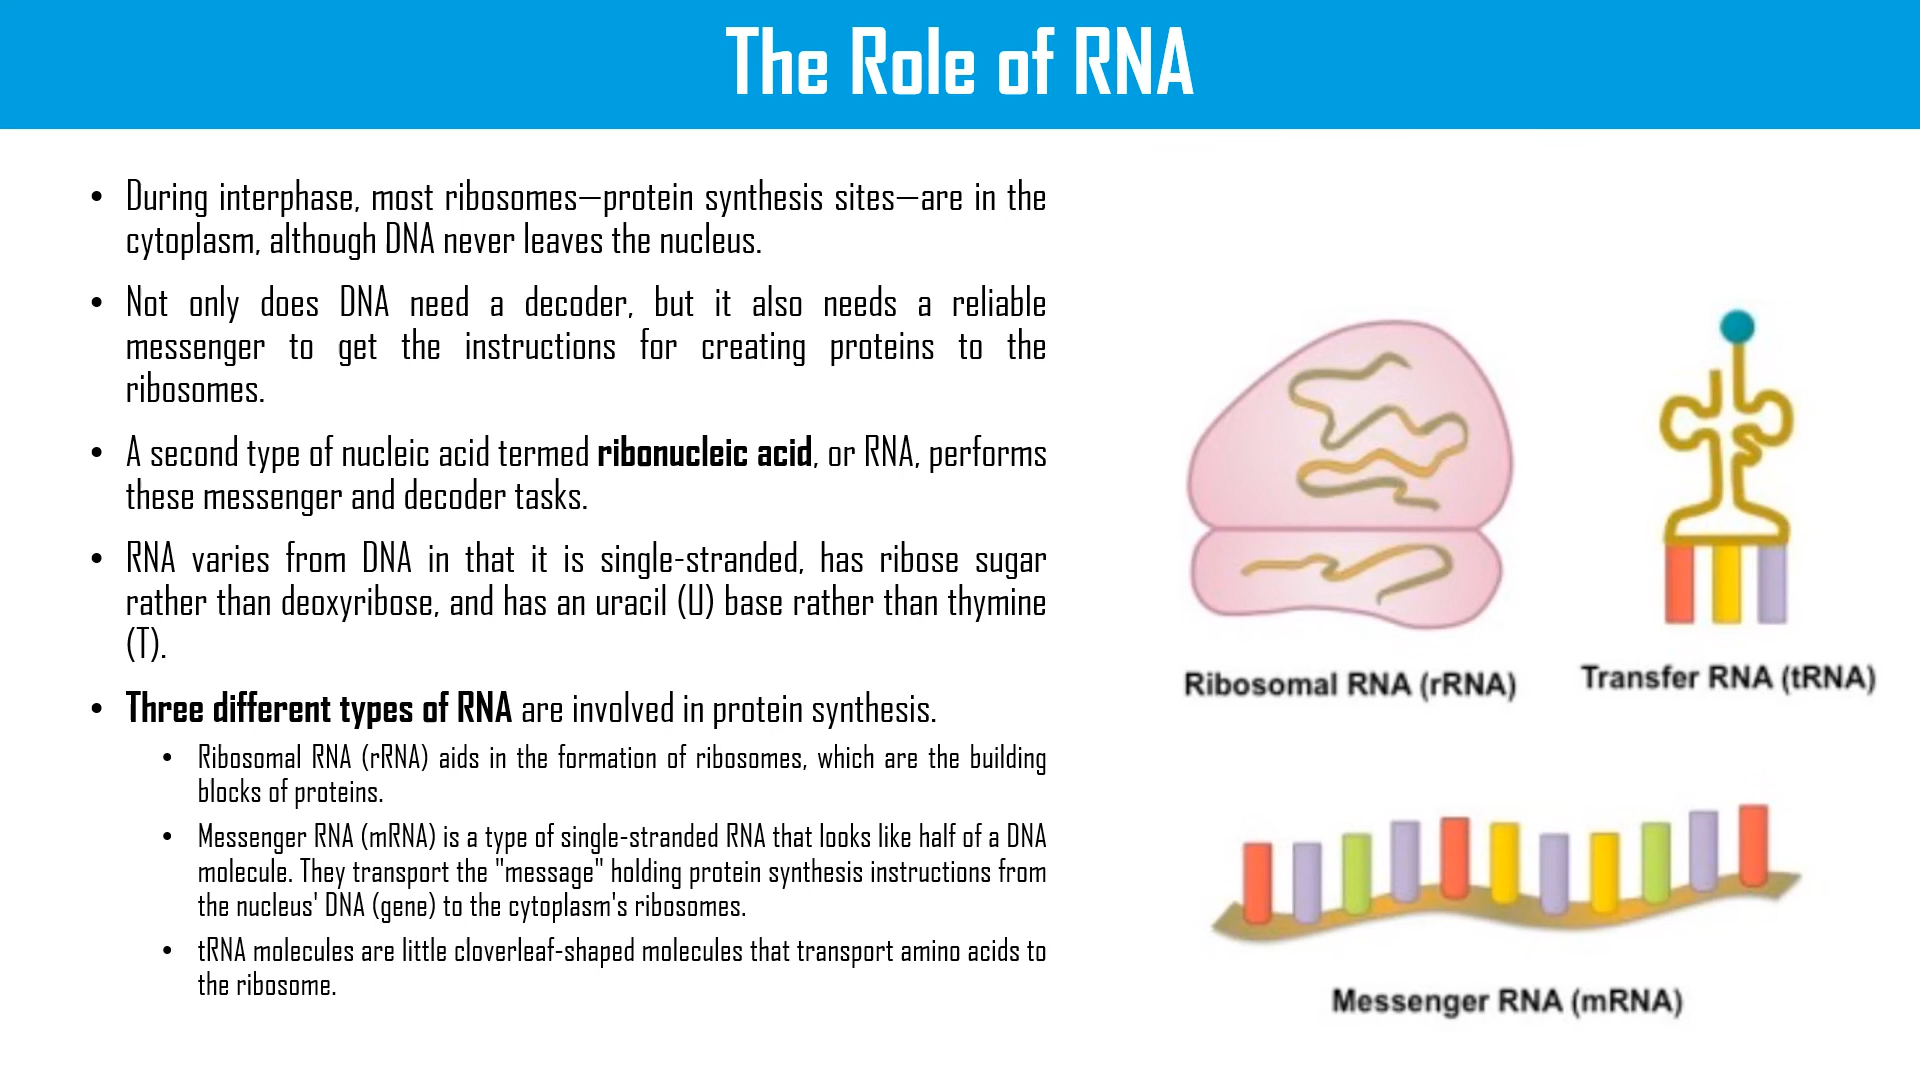 The Role of RNA
• During interphase, most ribosomes—protein synthesis sites—are in the
cytoplasm, although DNA never leaves the nucleus.
• Not only does DNA need a decoder, but it also needs a reliable
messenger to get the instructions for creating proteins to the
ribosomes.
• A second type of nucleic acid termed ribonucleic acid, or RNA, performs
these messenger and decoder tasks.
• RNA varies from DNA in that it is single-stranded, has ribose sugar
rather than deoxyribose, and has an uracil (U) base rather than thymine
(T).
• Three different types of RNA are involved in protein synthesis.
• Ribosomal RNA (rRNA) aids in the formation of ribosomes, which are the building
blocks of proteins.
• Messenger RNA (mRNA) is a type of single-stranded RNA that looks like half of a DNA
molecule. They transport the "message" holding protein synthesis instructions from
the nucleus' DNA (gene) to the cytoplasm's ribosomes.
• tRNA molecules are little cloverleaf-shaped molecules that transport amino acids to
the ribosome.
Ribosomal RNA (rRNA)
Transfer RNA (tRNA)
Messenger RNA (mRNA)